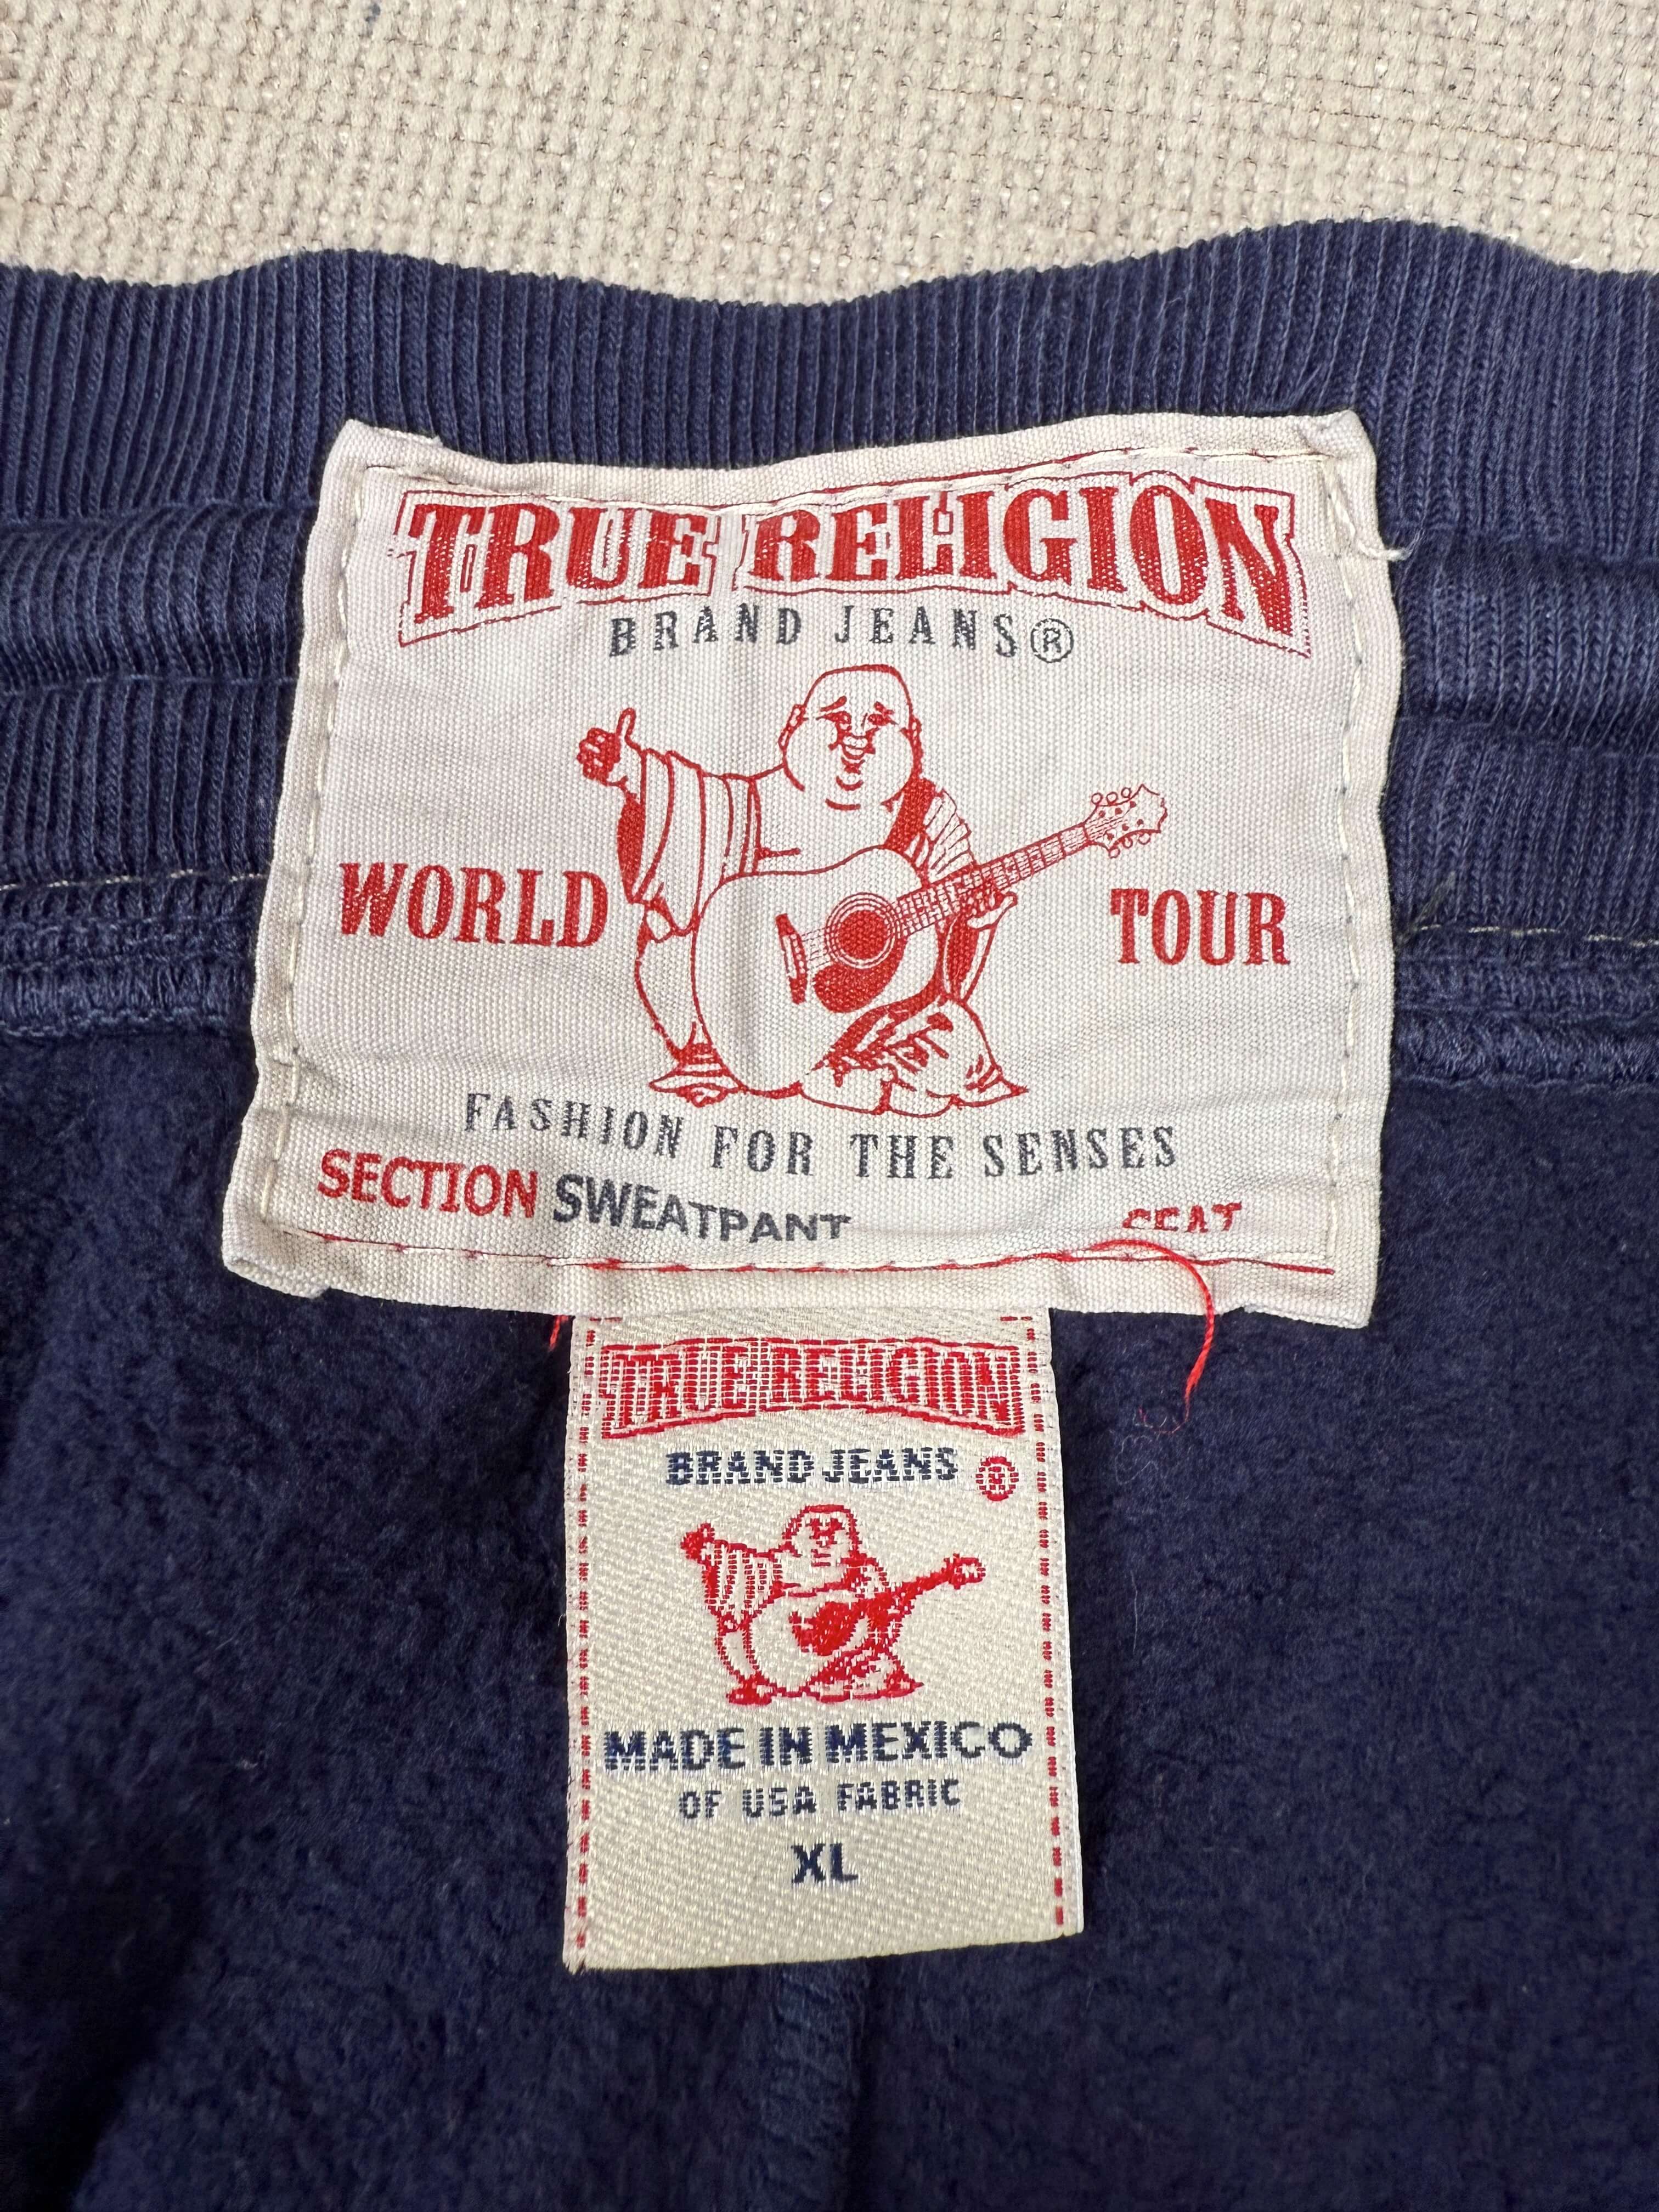 TRUE RELIGION
BRAND JEANS®
WORLD TOUR
FASHION FOR THE SENSES
SECTION SWEATPANT SEAT
TRUE RELIGION
BRAND JEANS ®
MADE IN MEXICO
OF USA FABRIC
XL